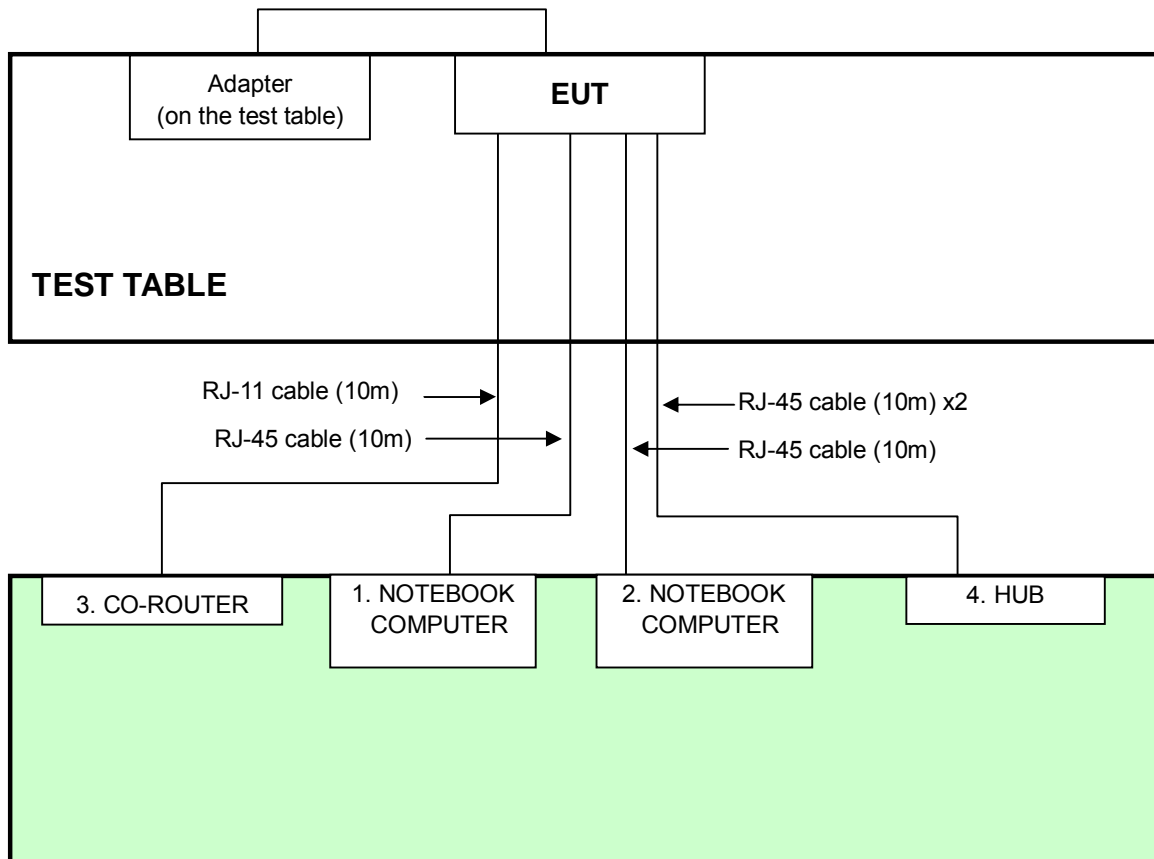 Adapter
(on the test table)
EUT
TEST TABLE
RJ-11 cable (10m)
RJ-45 cable (10m) x2
RJ-45 cable (10m)
RJ-45 cable (10m)
3. CO-ROUTER
1. NOTEBOOK
COMPUTER
2. NOTEBOOK
COMPUTER
4. HUB